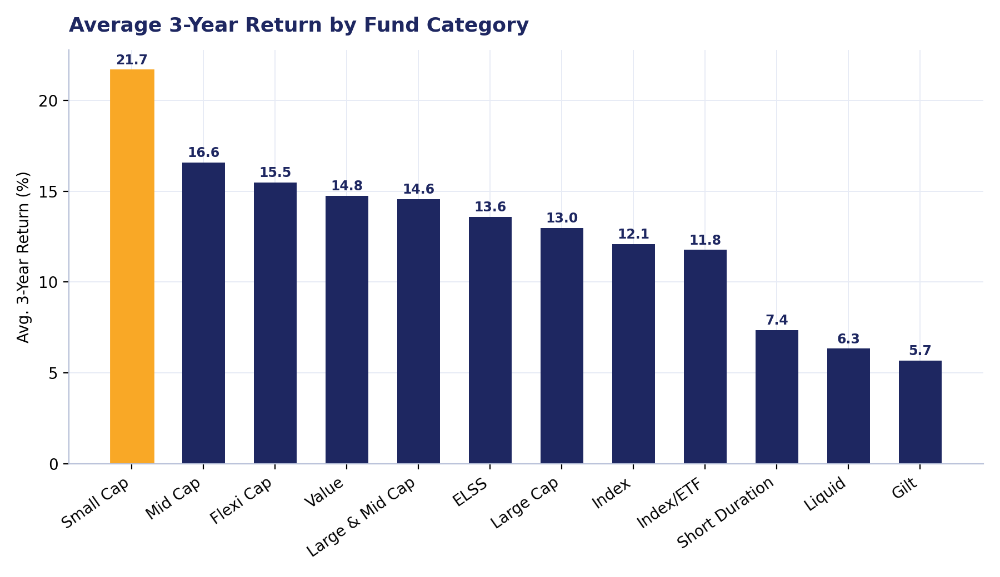 Average 3-Year Return by Fund Category
Avg. 3-Year Return (%)
20
15
10
5
0
21.7
16.6
15.5
14.8
14.6
13.6
13.0
12.1
11.8
7.4
6.3
5.7
Small Cap
Mid Cap
Flexi Cap
Value
Large & Mid Cap
ELSS
Large Cap
Index
Index/ETF
Short Duration
Liquid
Gilt